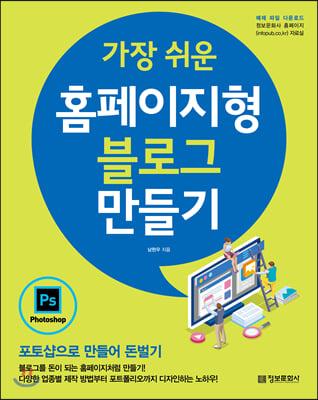 예제 파일 다운로드
정보문화사 홈페이지
(infopub.co.kr) 자료실
가장 쉬운
홈페이지형
블로그
만들기
남현우 지음
Ps
Photoshop
포토샵으로 만들어 돈벌기
블로그를 돈이 되는 홈페이지처럼 만들기!
다양한 업종별 제작 방법부터 포트폴리오까지 디자인하는 노하우!
정보문화사